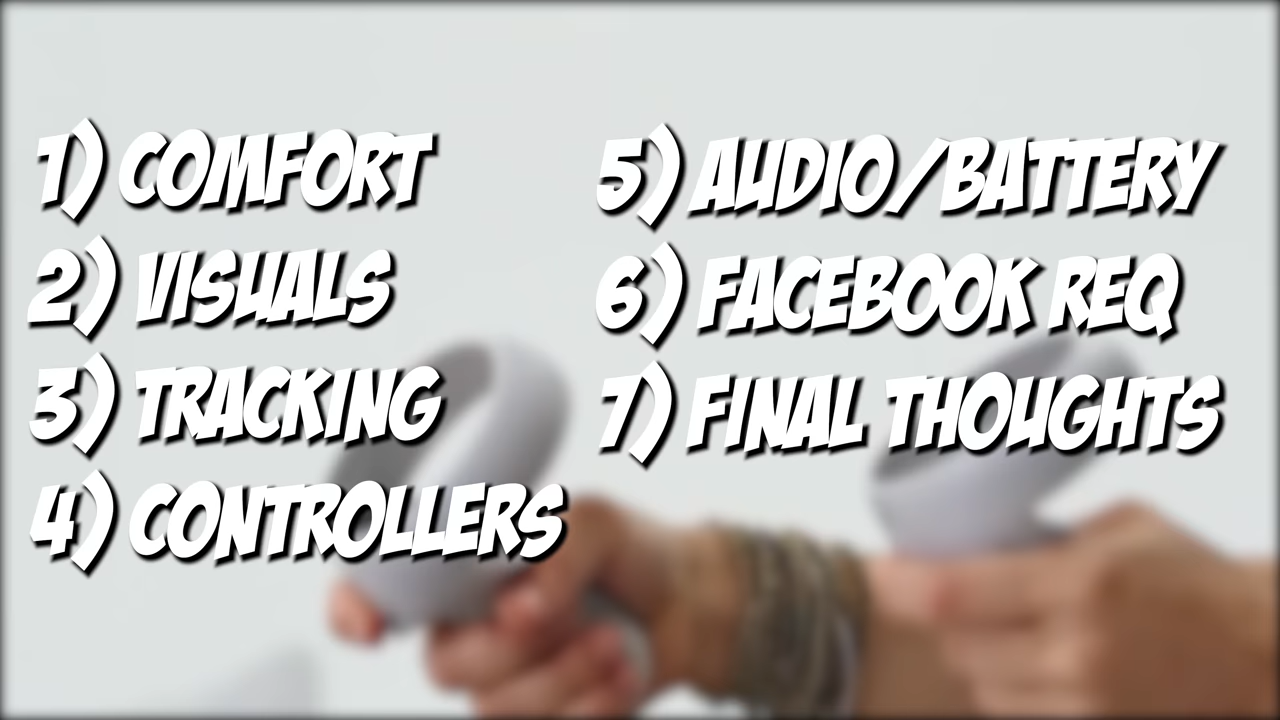 1) COMFORT
2) VISUALS
3) TRACKING
4) CONTROLLERS
5) AUDIO/BATTERY
6) FACEBOOK REQ
7) FINAL THOUGHTS